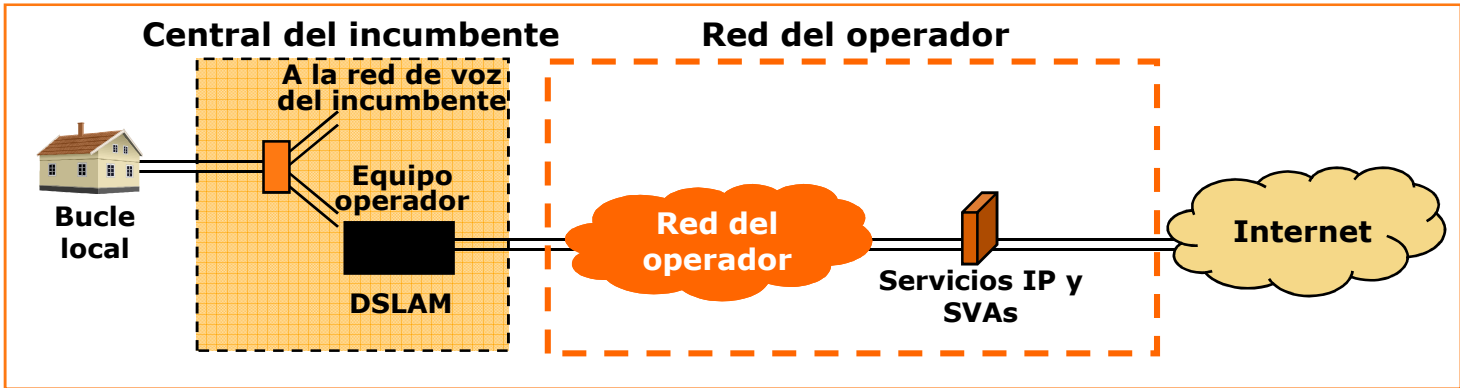 Central del incumbente
Red del operador
A la red de voz
del incumbente
Equipo
operador
Bucle
local
DSLAM
Red del
operador
Servicios IP y
SVAs
Internet